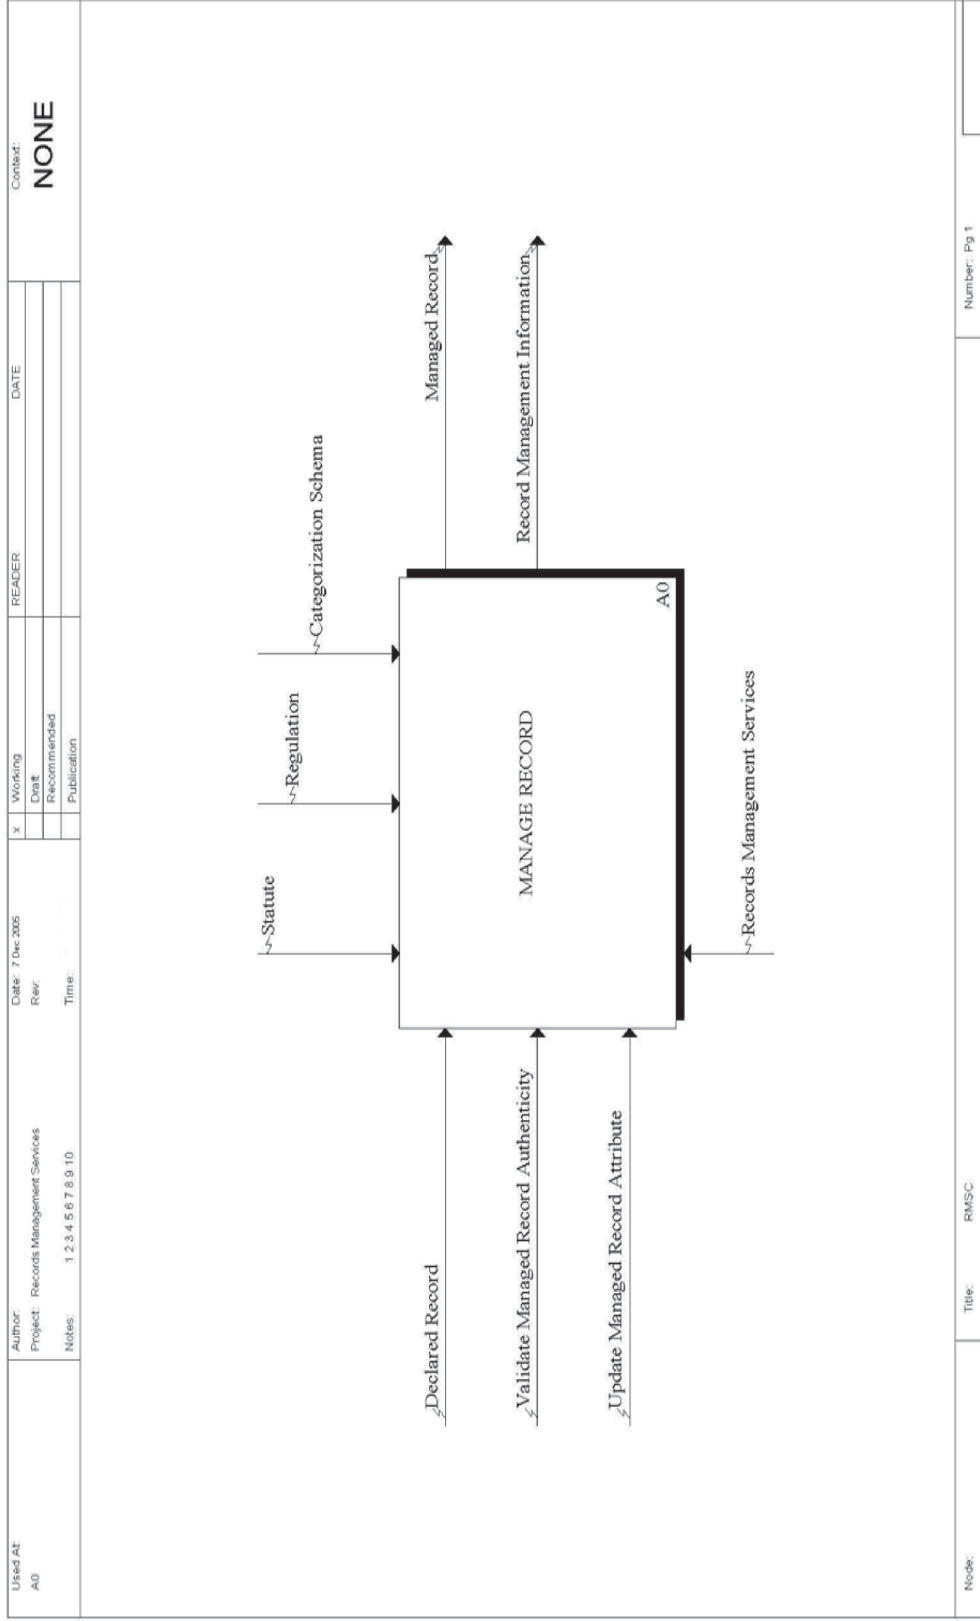 Used At:
A0
Author:
Project: Records Management Services
Notes: 1 2 3 4 5 6 7 8 9 10
Date: 7 Dec 2005
Rev:
Time:
x Working
Draft
Recommended
Publication
READER DATE
Context:
NONE
Statute
Regulation
Categorization Schema
Declared Record
Validate Managed Record Authenticity
Update Managed Record Attribute
MANAGE RECORD
A0
Managed Record
Record Management Information
Records Management Services
Node:
Title: RMSC
Number: Pg 1